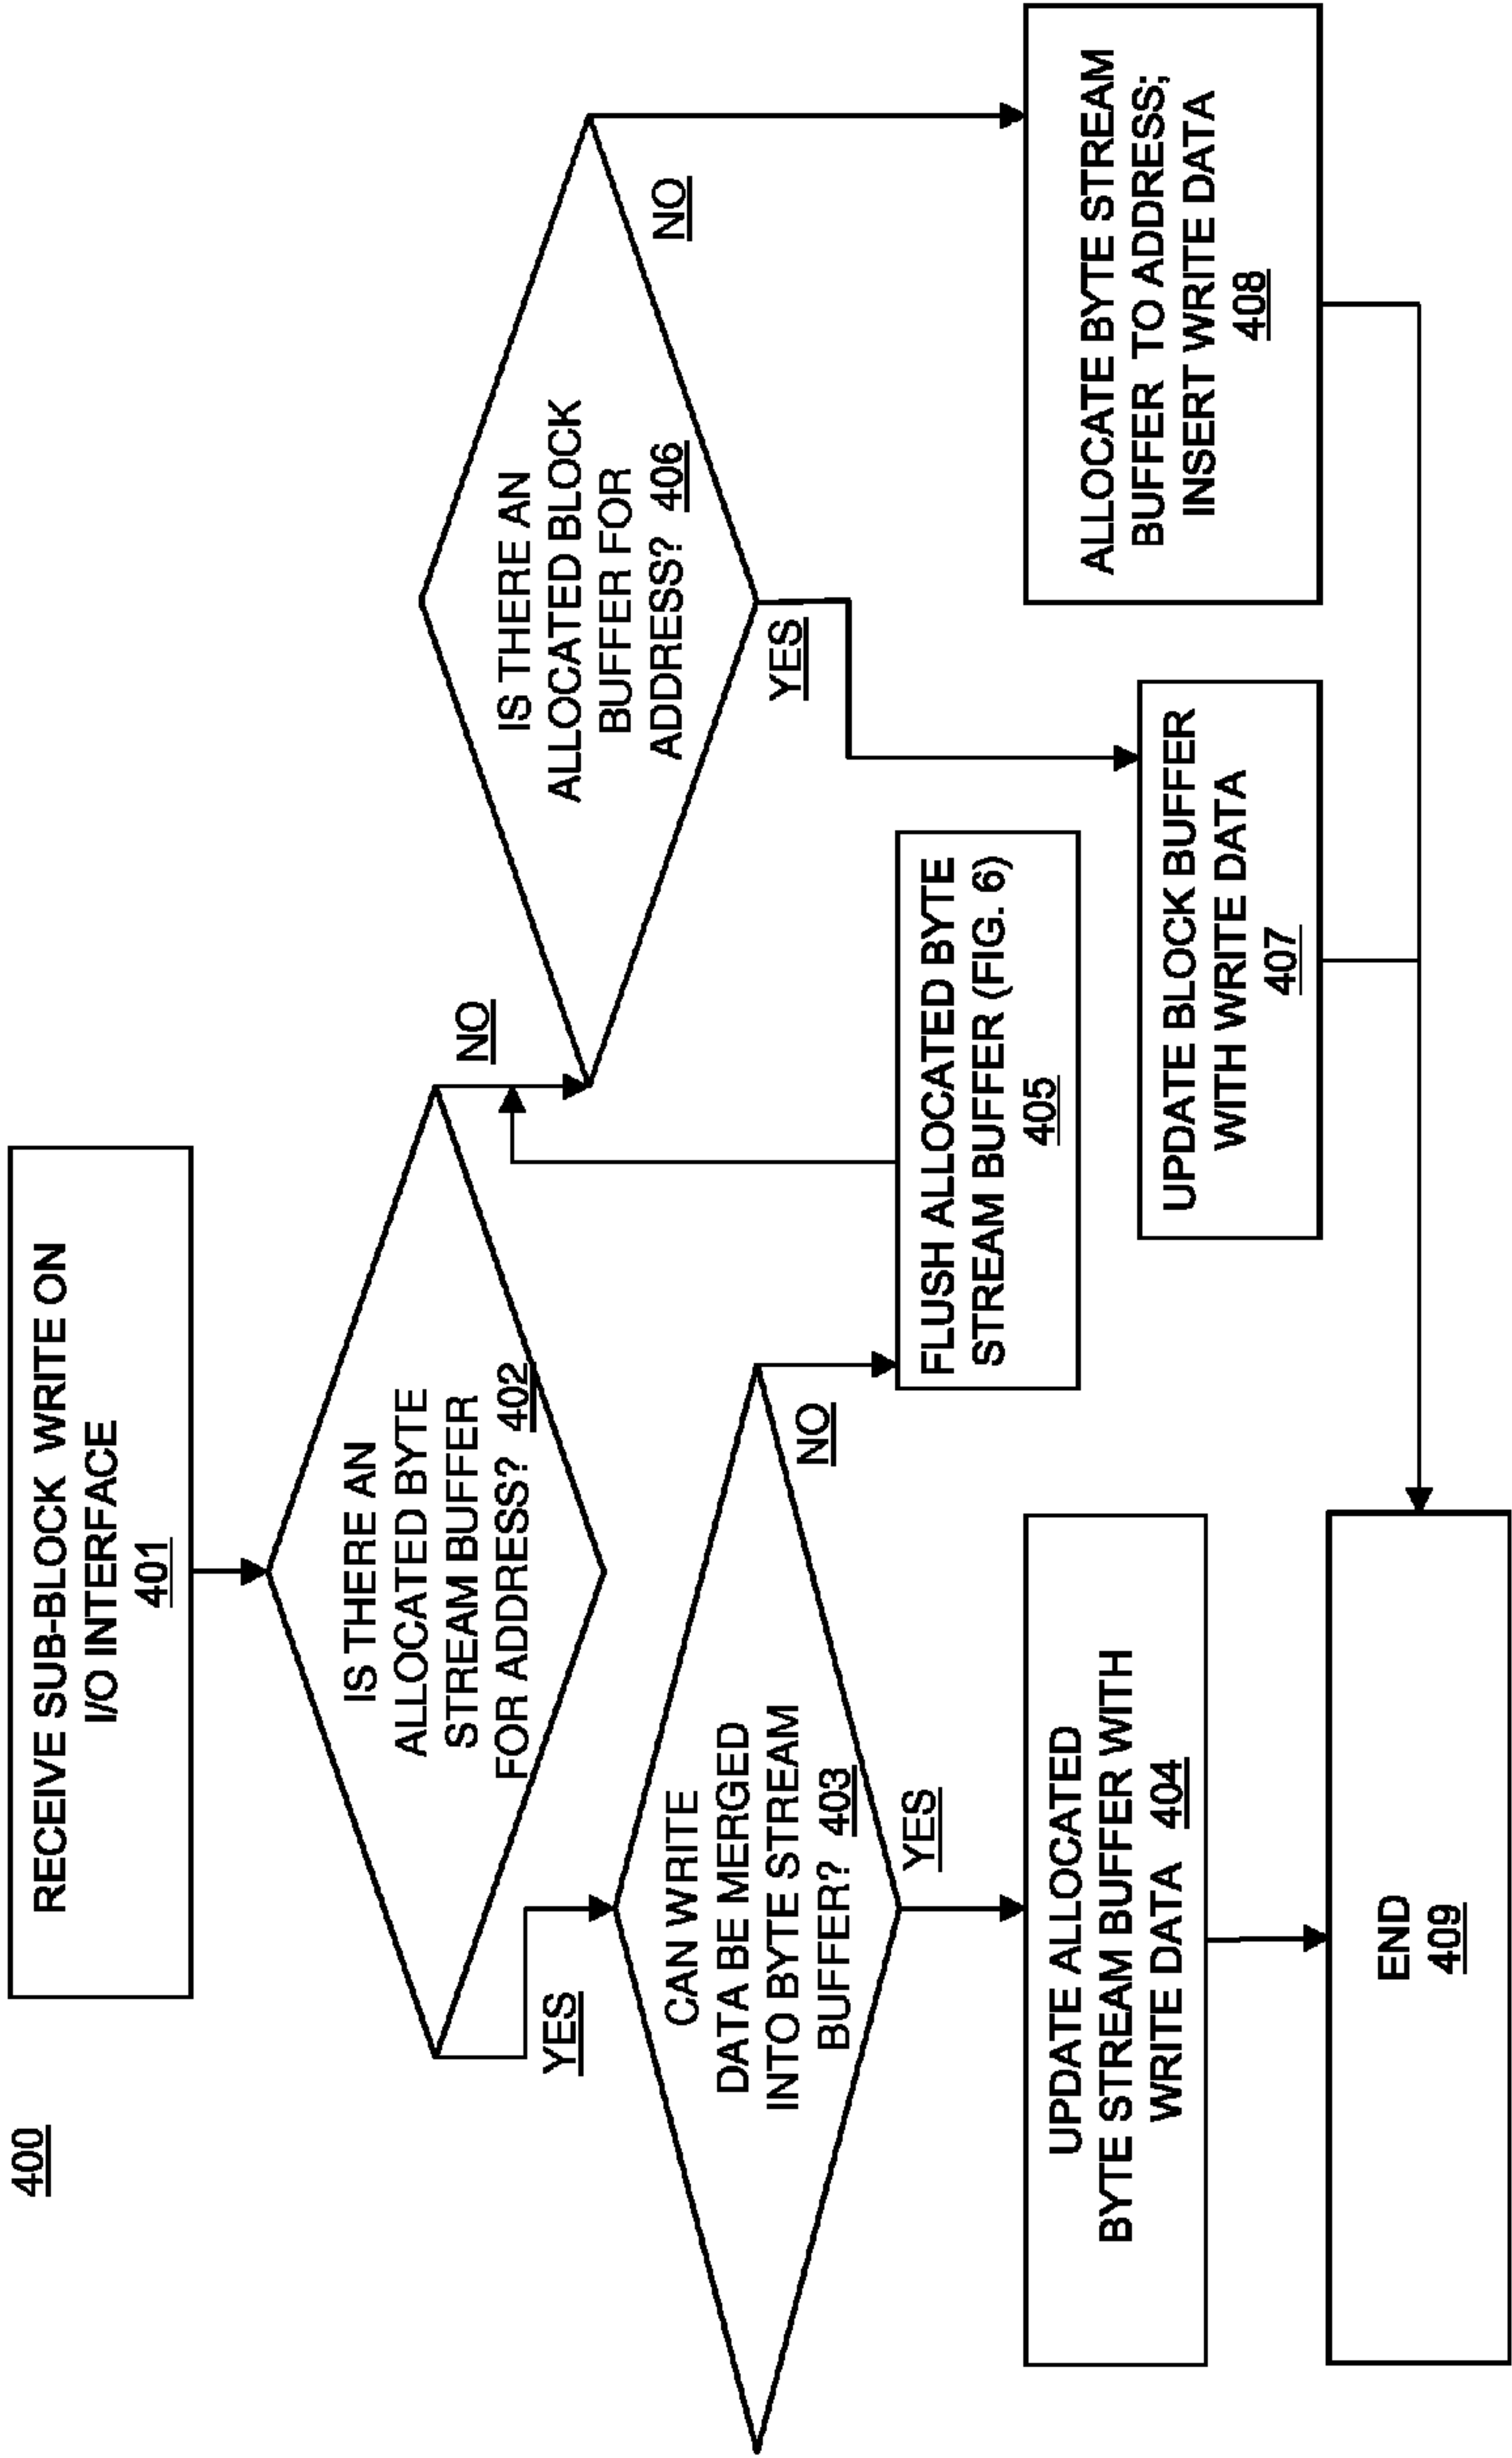 400
RECEIVE SUB-BLOCK WRITE ON
I/O INTERFACE
401
IS THERE AN
ALLOCATED BYTE
STREAM BUFFER
FOR ADDRESS? 402
YES
NO
CAN WRITE
DATA BE MERGED
INTO BYTE STREAM
BUFFER? 403
YES
NO
UPDATE ALLOCATED
BYTE STREAM BUFFER WITH
WRITE DATA 404
FLUSH ALLOCATED BYTE
STREAM BUFFER (FIG. 6)
405
IS THERE AN
ALLOCATED BLOCK
BUFFER FOR
ADDRESS? 406
YES
NO
UPDATE BLOCK BUFFER
WITH WRITE DATA
407
ALLOCATE BYTE STREAM
BUFFER TO ADDRESS;
INSERT WRITE DATA
408
END
409